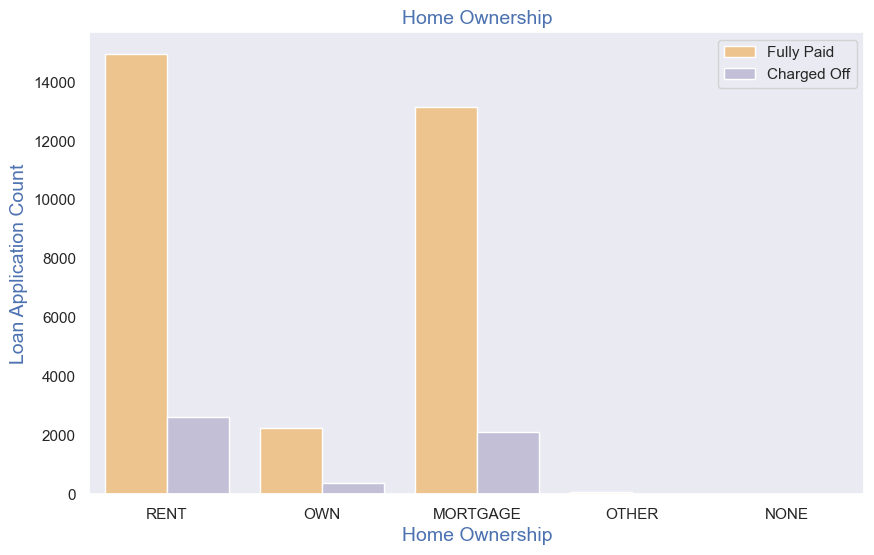 Home Ownership
Fully Paid
Charged Off
Loan Application Count
14000
12000
10000
8000
6000
4000
2000
0
RENT OWN MORTGAGE OTHER NONE
Home Ownership